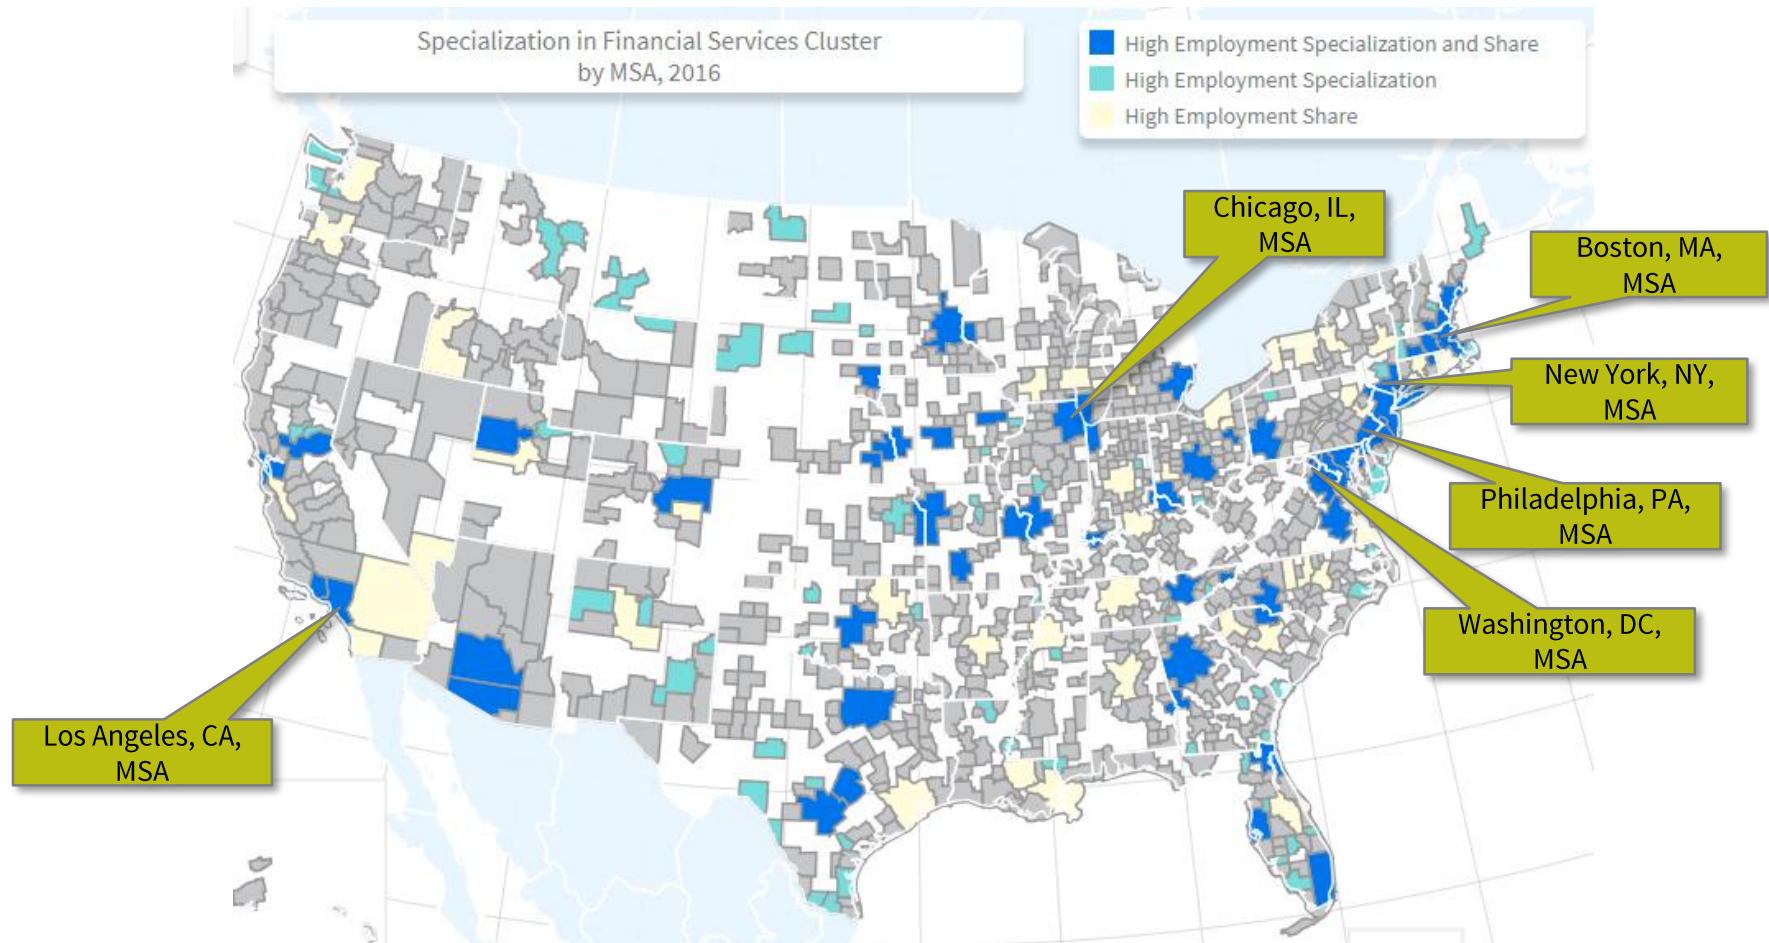 Specialization in Financial Services Cluster
by MSA, 2016
High Employment Specialization and Share
High Employment Specialization
High Employment Share
Chicago, IL,
MSA
Boston, MA,
MSA
New York, NY,
MSA
Philadelphia, PA,
MSA
Washington, DC,
MSA
Los Angeles, CA,
MSA